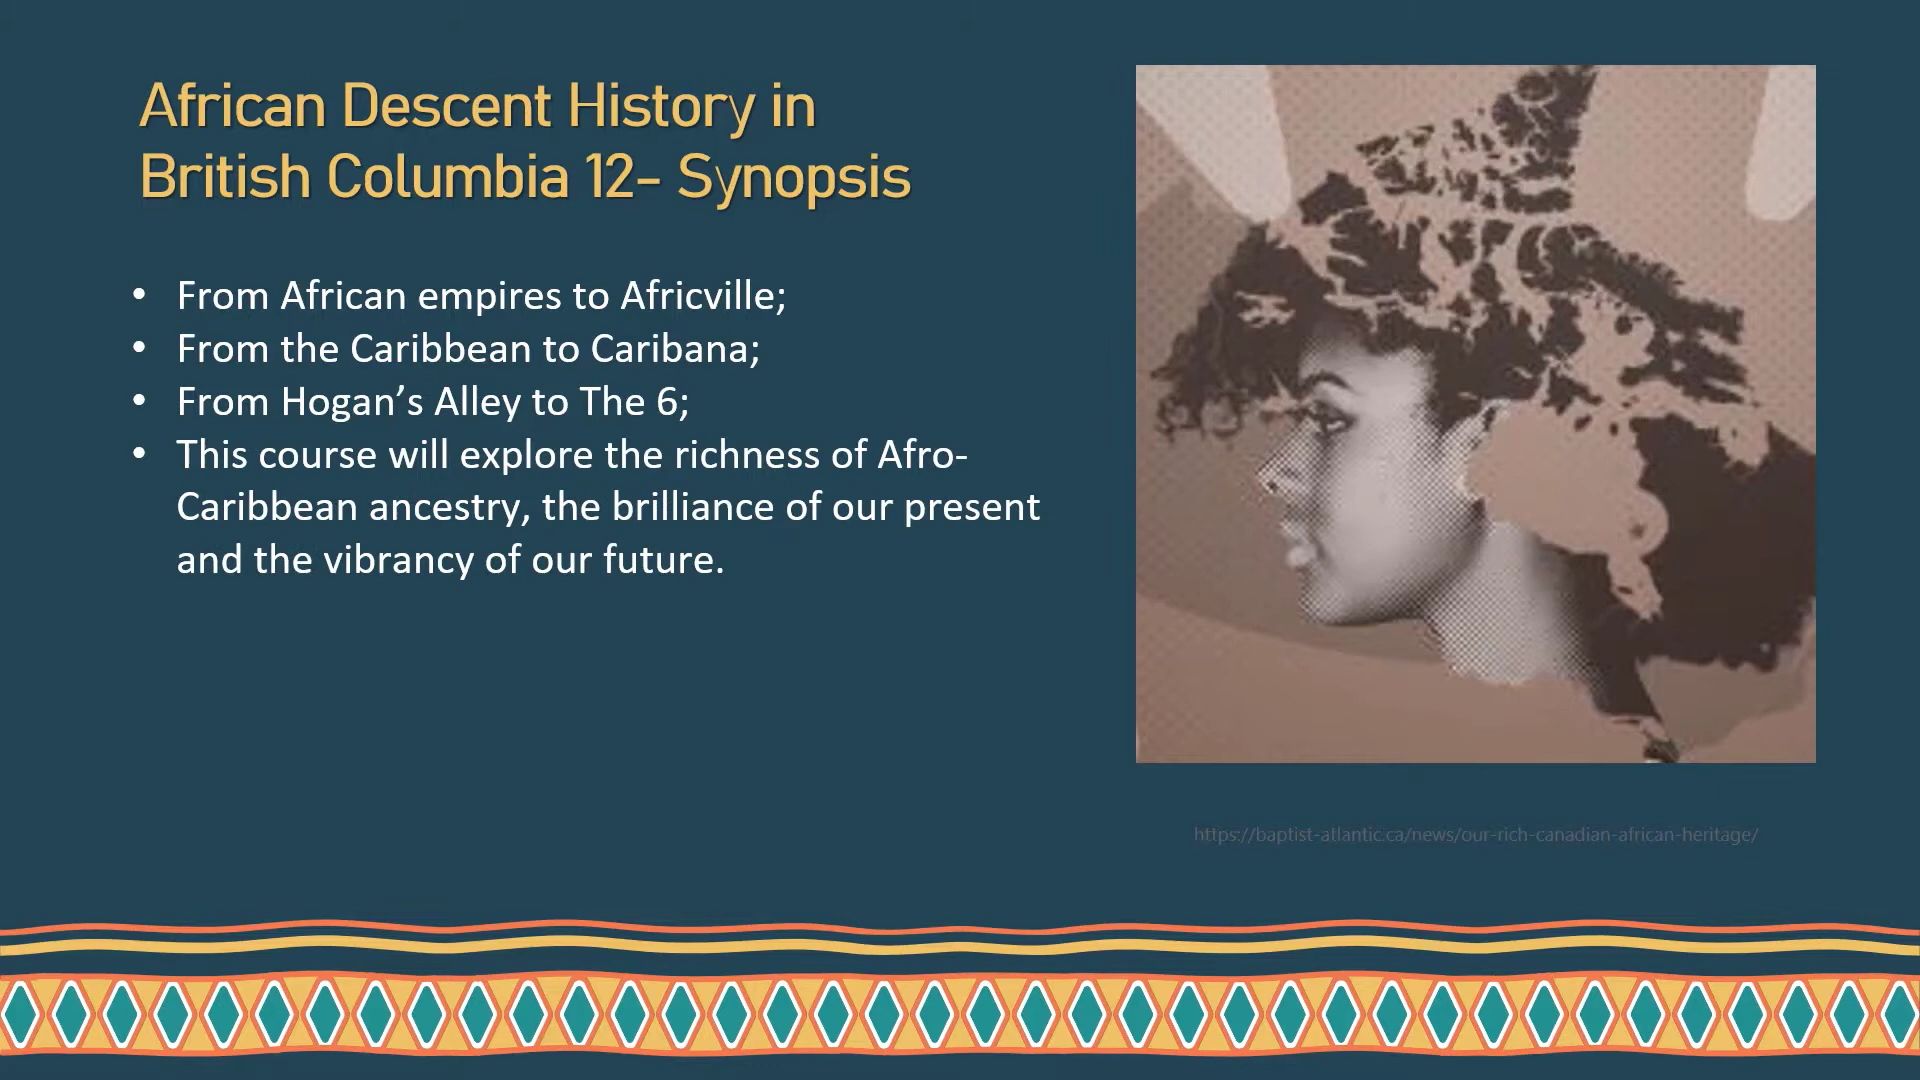 African Descent History in
British Columbia 12- Synopsis
• From African empires to Africville;
• From the Caribbean to Caribana;
• From Hogan’s Alley to The 6;
• This course will explore the richness of Afro-
Caribbean ancestry, the brilliance of our present
and the vibrancy of our future.
https://baptist-atlantic.ca/news/our-rich-canadian-african-heritage/